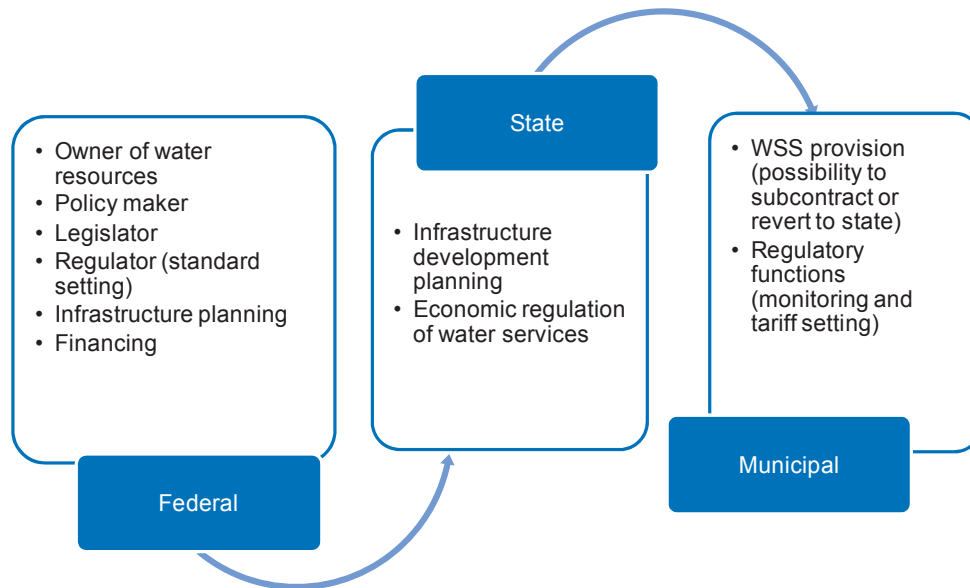 • Owner of water
resources
• Policy maker
• Legislator
• Regulator (standard
setting)
• Infrastructure planning
• Financing
Federal
State
• Infrastructure
development
planning
• Economic regulation
of water services
• WSS provision
(possibility to
subcontract or
revert to state)
• Regulatory
functions
(monitoring and
tariff setting)
Municipal